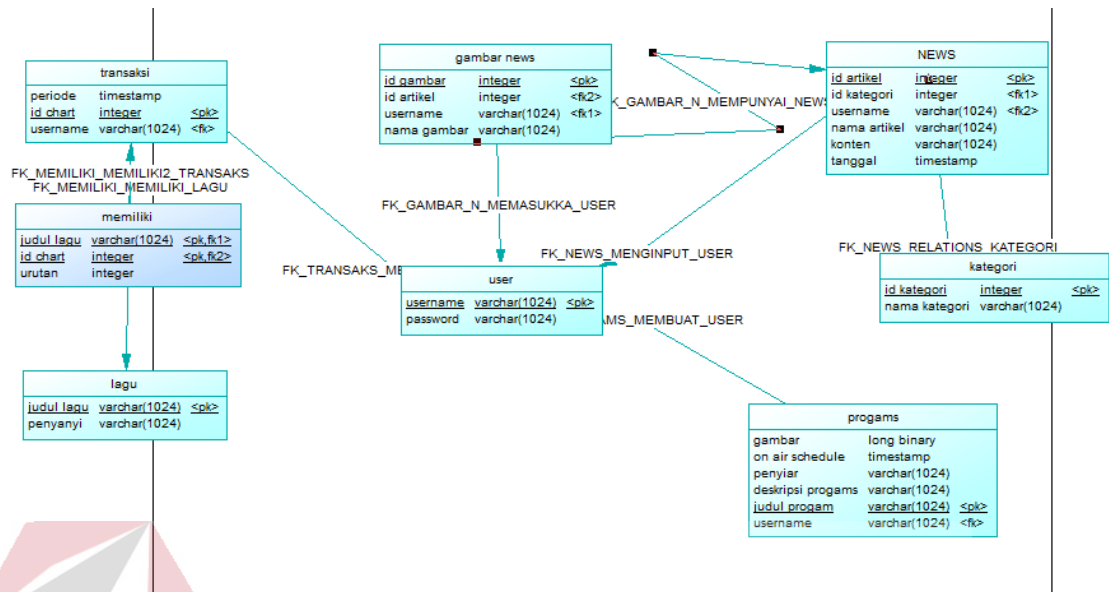 transaksi
periode timestamp
id chart integer <pk>
username varchar(1024) <fk>
FK_MEMILIKI_MEMILIKI2_TRANSAKS
FK_MEMILIKI_MEMILIKI_LAGU
memiliki
judul lagu varchar(1024) <pk,fk1>
id chart integer <pk,fk2>
urutan integer
lagu
judul lagu varchar(1024) <pk>
penyanyi varchar(1024)
gambar news
id gambar integer <pk>
id artikel integer <fk2>
username varchar(1024) <fk1>
nama gambar varchar(1024)
K_GAMBAR_N_MEMPUNYAI_NEWS
NEWS
id artikel integer <pk>
id kategori integer <fk1>
username varchar(1024) <fk2>
nama artikel varchar(1024)
konten varchar(1024)
tanggal timestamp
FK_GAMBAR_N_MEMASUKKA_USER
FK_NEWS_MENGINPUT_USER
FK_NEWS_RELATIONS_KATEGORI
FK_TRANSAKS_ME
user
username varchar(1024) <pk>
password varchar(1024)
AMS_MEMBUAT_USER
kategori
id kategori integer <pk>
nama kategori varchar(1024)
progams
gambar long binary
on air schedule timestamp
penyiar varchar(1024)
deskripsi progams varchar(1024)
judul progam varchar(1024) <pk>
username varchar(1024) <fk>